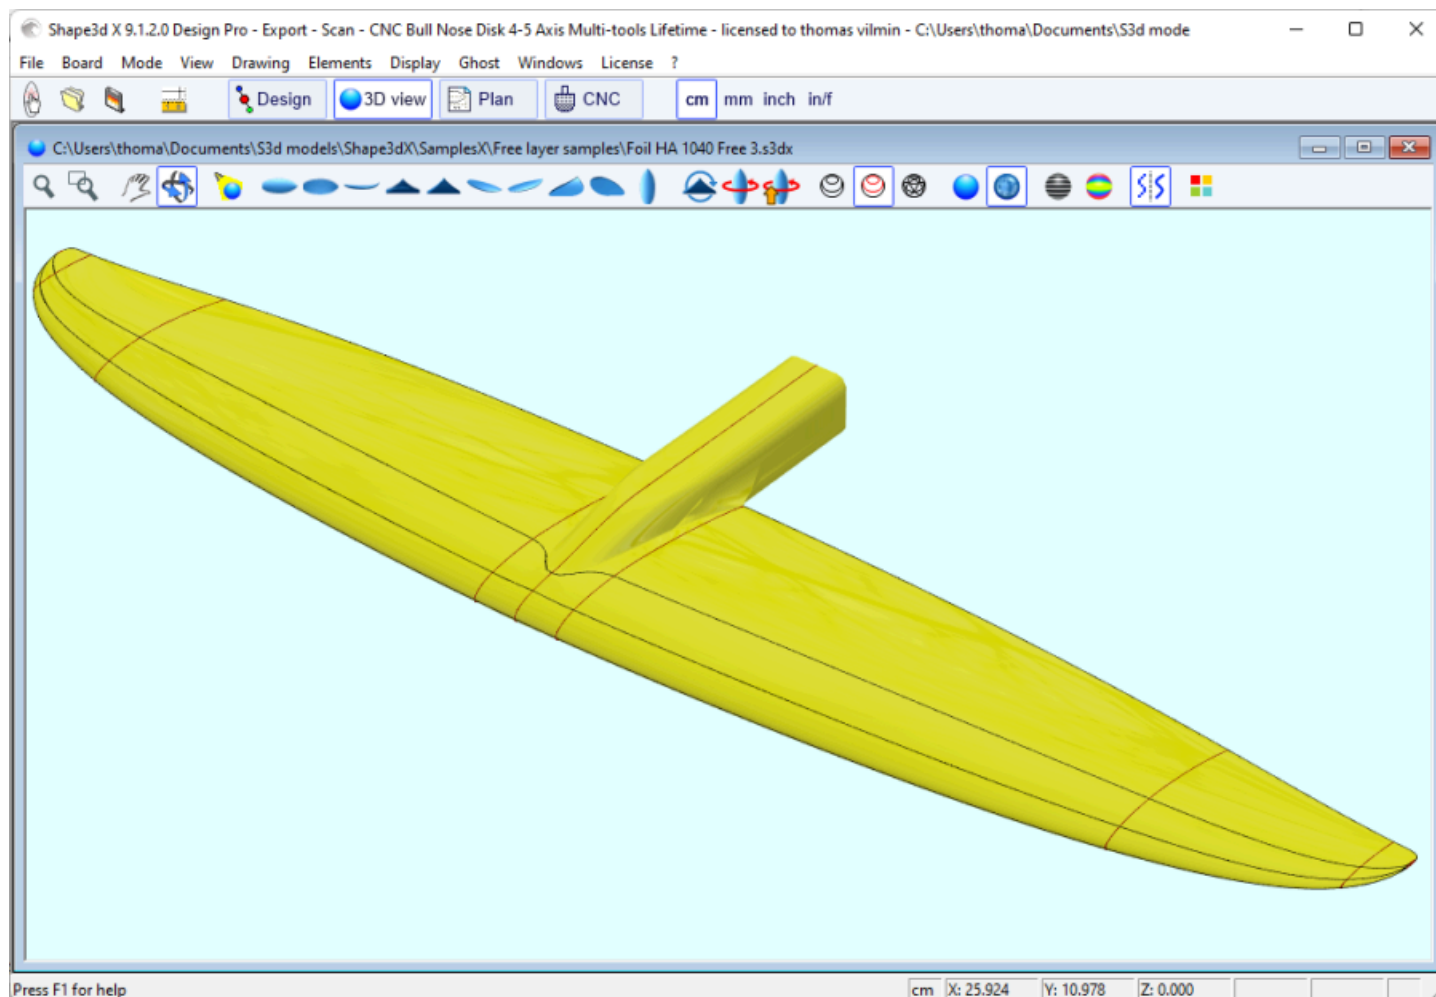 Shape3d X 9.1.2.0 Design Pro - Export - Scan - CNC Bull Nose Disk 4-5 Axis Multi-tools Lifetime - licensed to thomas vilmin - C:\Users\thoma\Documents\S3d mode
File Board Mode View Drawing Elements Display Ghost Windows License ?
Design 3D view Plan CNC cm mm inch in/f
C:\Users\thoma\Documents\S3d models\Shape3dX\SamplesX\Free layer samples\Foil HA 1040 Free 3.s3dx
Press F1 for help cm X: 25.924 Y: 10.978 Z: 0.000